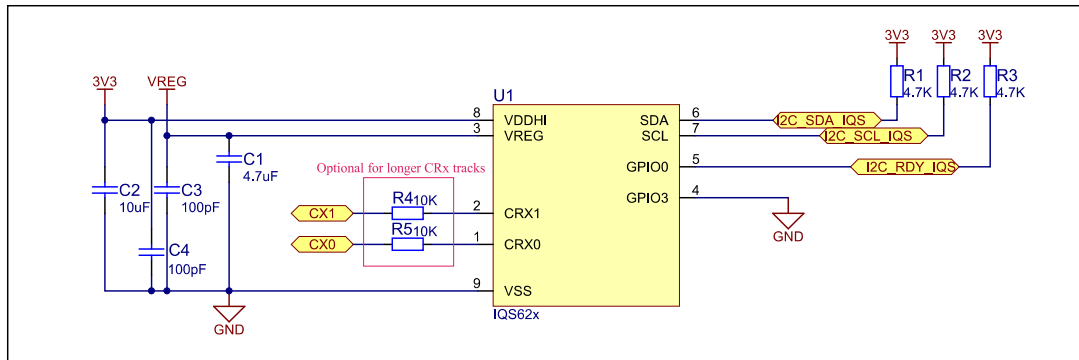 3V3
VREG
3V3
3V3
3V3
R1
4.7K
R2
4.7K
R3
4.7K
U1
8
VDDHI
3
VREG
SDA
6
I2C_SDA_IQS
SCL
7
I2C_SCL_IQS
GPIO0
5
I2C_RDY_IQS
GPIO3
4
GND
C1
4.7uF
C2
10uF
C3
100pF
C4
100pF
Optional for longer CRx tracks
CX1
R4 10K
2
CRX1
CX0
R5 10K
1
CRX0
9
VSS
GND
IQS62x